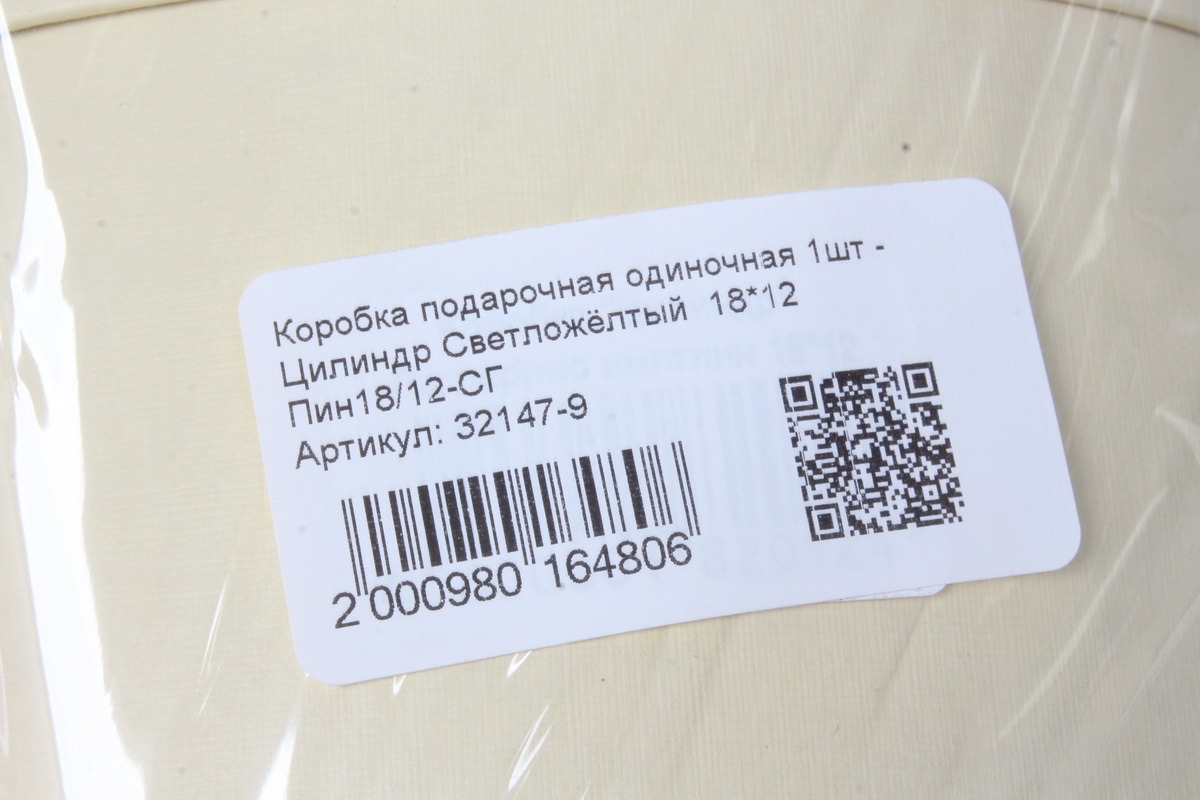 Коробка подарочная одиночная 1шт -
Цилиндр Светложёлтый 18*12
Пин18/12-СГ
Артикул: 32147-9
2 000980 164806